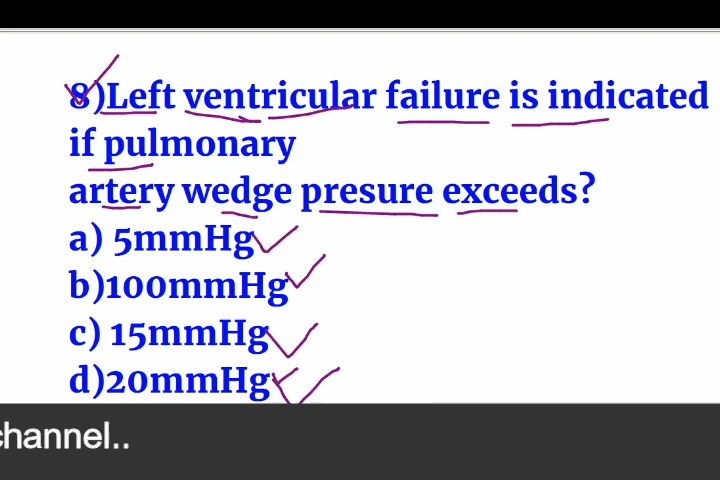 8)Left ventricular failure is indicated
if pulmonary
artery wedge presure exceeds?
a) 5mmHg
b)100mmHg
c) 15mmHg
d)20mmHg
channel..